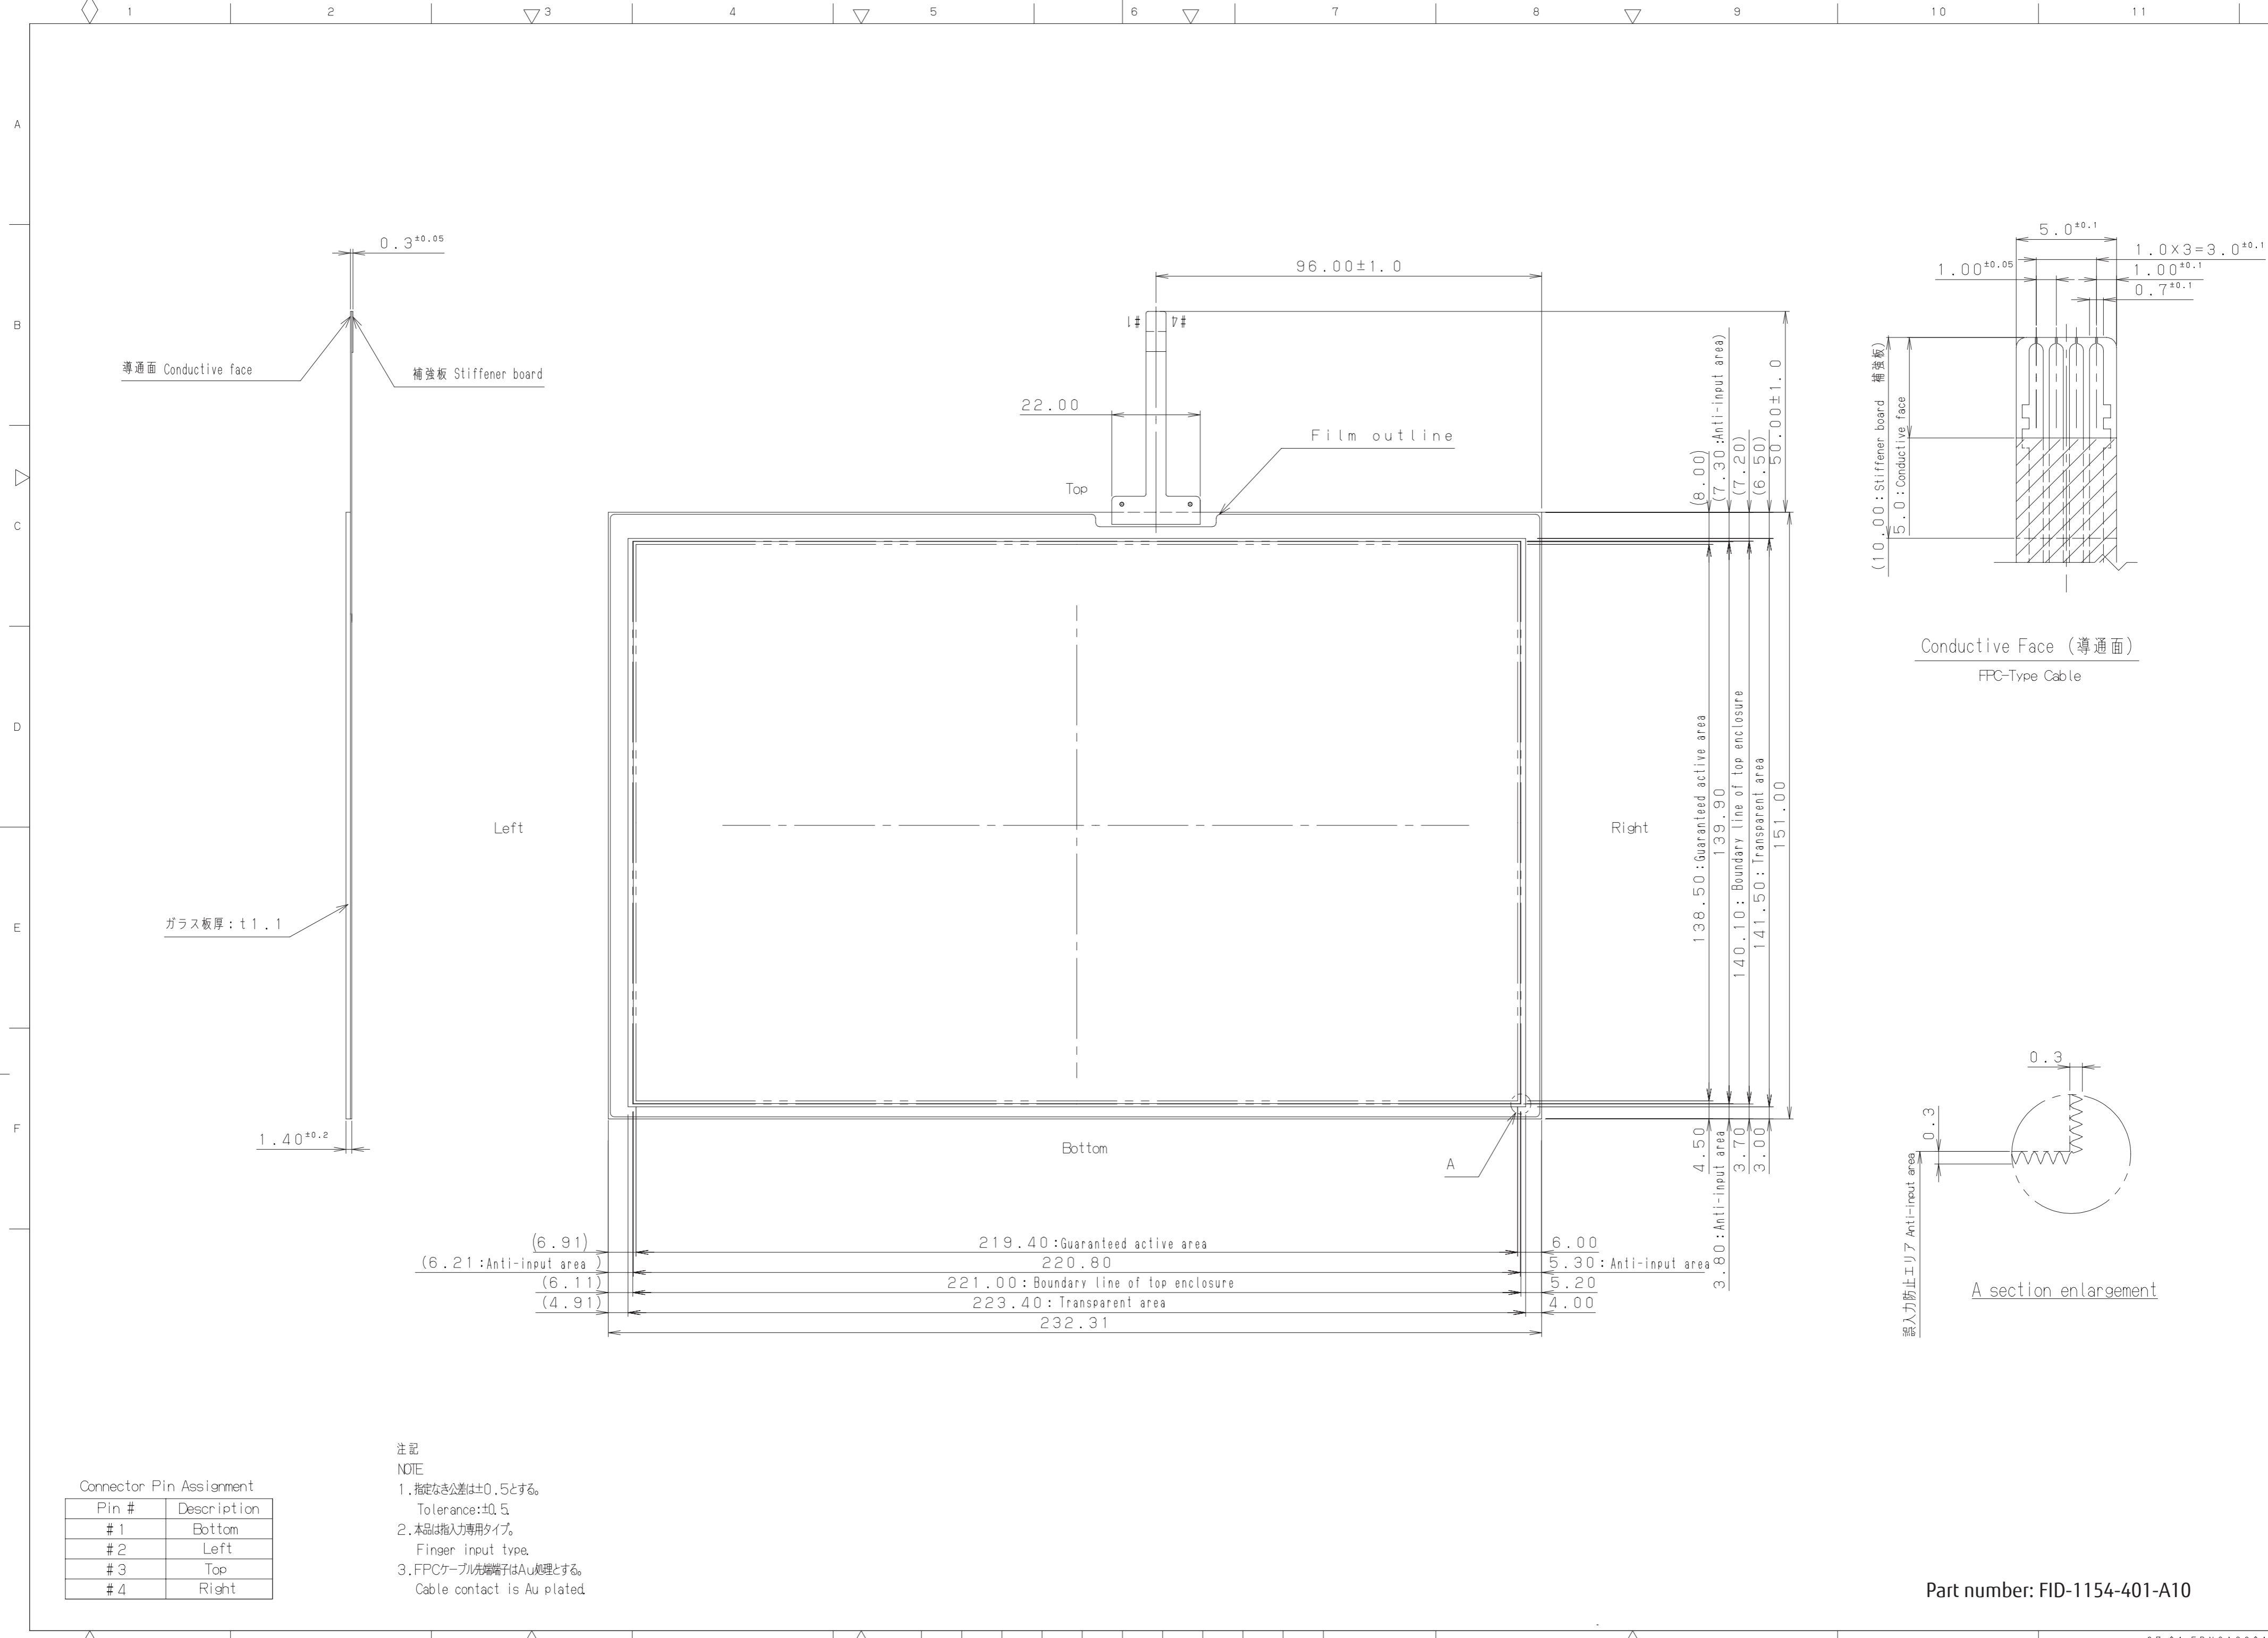 1 2 3 4 5 6 7 8 9 10 11
A
B
C
D
E
F
0.3±0.05
導通面 Conductive face
補強板 Stiffener board
ガラス板厚：t1.1
1.40±0.2
96.00±1.0
#1 #4
22.00
Film outline
Top
Left
Right
Bottom
A
(8.00)
(7.30:Anti-input area)
(7.20)
(6.50)
50.00±1.0
138.50:Guaranteed active area
139.90
140.10:Boundary line of top enclosure
141.50:Transparent area
151.00
4.50
3.80:Anti-input area
3.70
3.00
(6.91) 219.40:Guaranteed active area 6.00
(6.21:Anti-input area ) 220.80 5.30:Anti-input area
(6.11) 221.00:Boundary line of top enclosure 5.20
(4.91) 223.40:Transparent area 4.00
232.31
5.0±0.1
1.0×3=3.0±0.1
1.00±0.05 1.00±0.1
0.7±0.1
(10.00:Stiffener board 補強板)
5.0:Conductive face
Conductive Face (導通面)
FPC-Type Cable
0.3
0.3
誤入力防止エリア Anti-input area
A section enlargement
Connector Pin Assignment
Pin # Description
#1 Bottom
#2 Left
#3 Top
#4 Right
注記
NOTE
1.指定なき公差は±0.5とする。
Tolerance:±0.5.
2.本品は指入力専用タイプ。
Finger input type.
3.FPCケーブル先端端子はAu処理とする。
Cable contact is Au plated.
Part number: FID-1154-401-A10